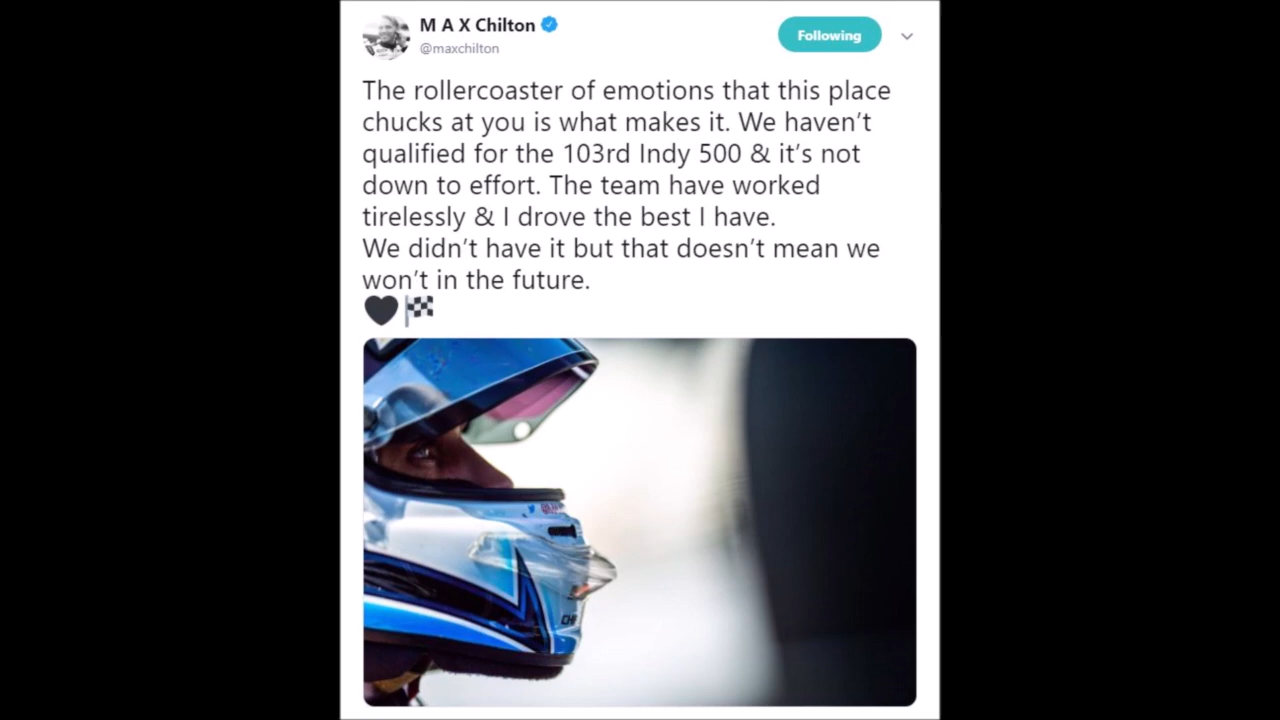 M A X Chilton
@maxchilton
Following
The rollercoaster of emotions that this place
chucks at you is what makes it. We haven’t
qualified for the 103rd Indy 500 & it’s not
down to effort. The team have worked
tirelessly & I drove the best I have.
We didn’t have it but that doesn’t mean we
won’t in the future.
🖤🏁